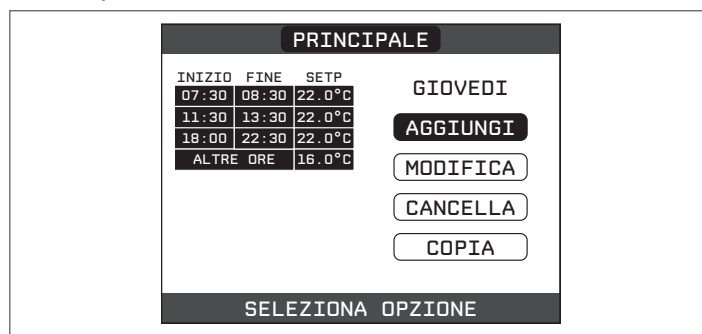 PRINCIPALE
INIZIO FINE SETP
07:30 08:30 22.0°C
11:30 13:30 22.0°C
18:00 22:30 22.0°C
ALTRE ORE 16.0°C
GIOVEDI
AGGIUNGI
MODIFICA
CANCELLA
COPIA
SELEZIONA OPZIONE